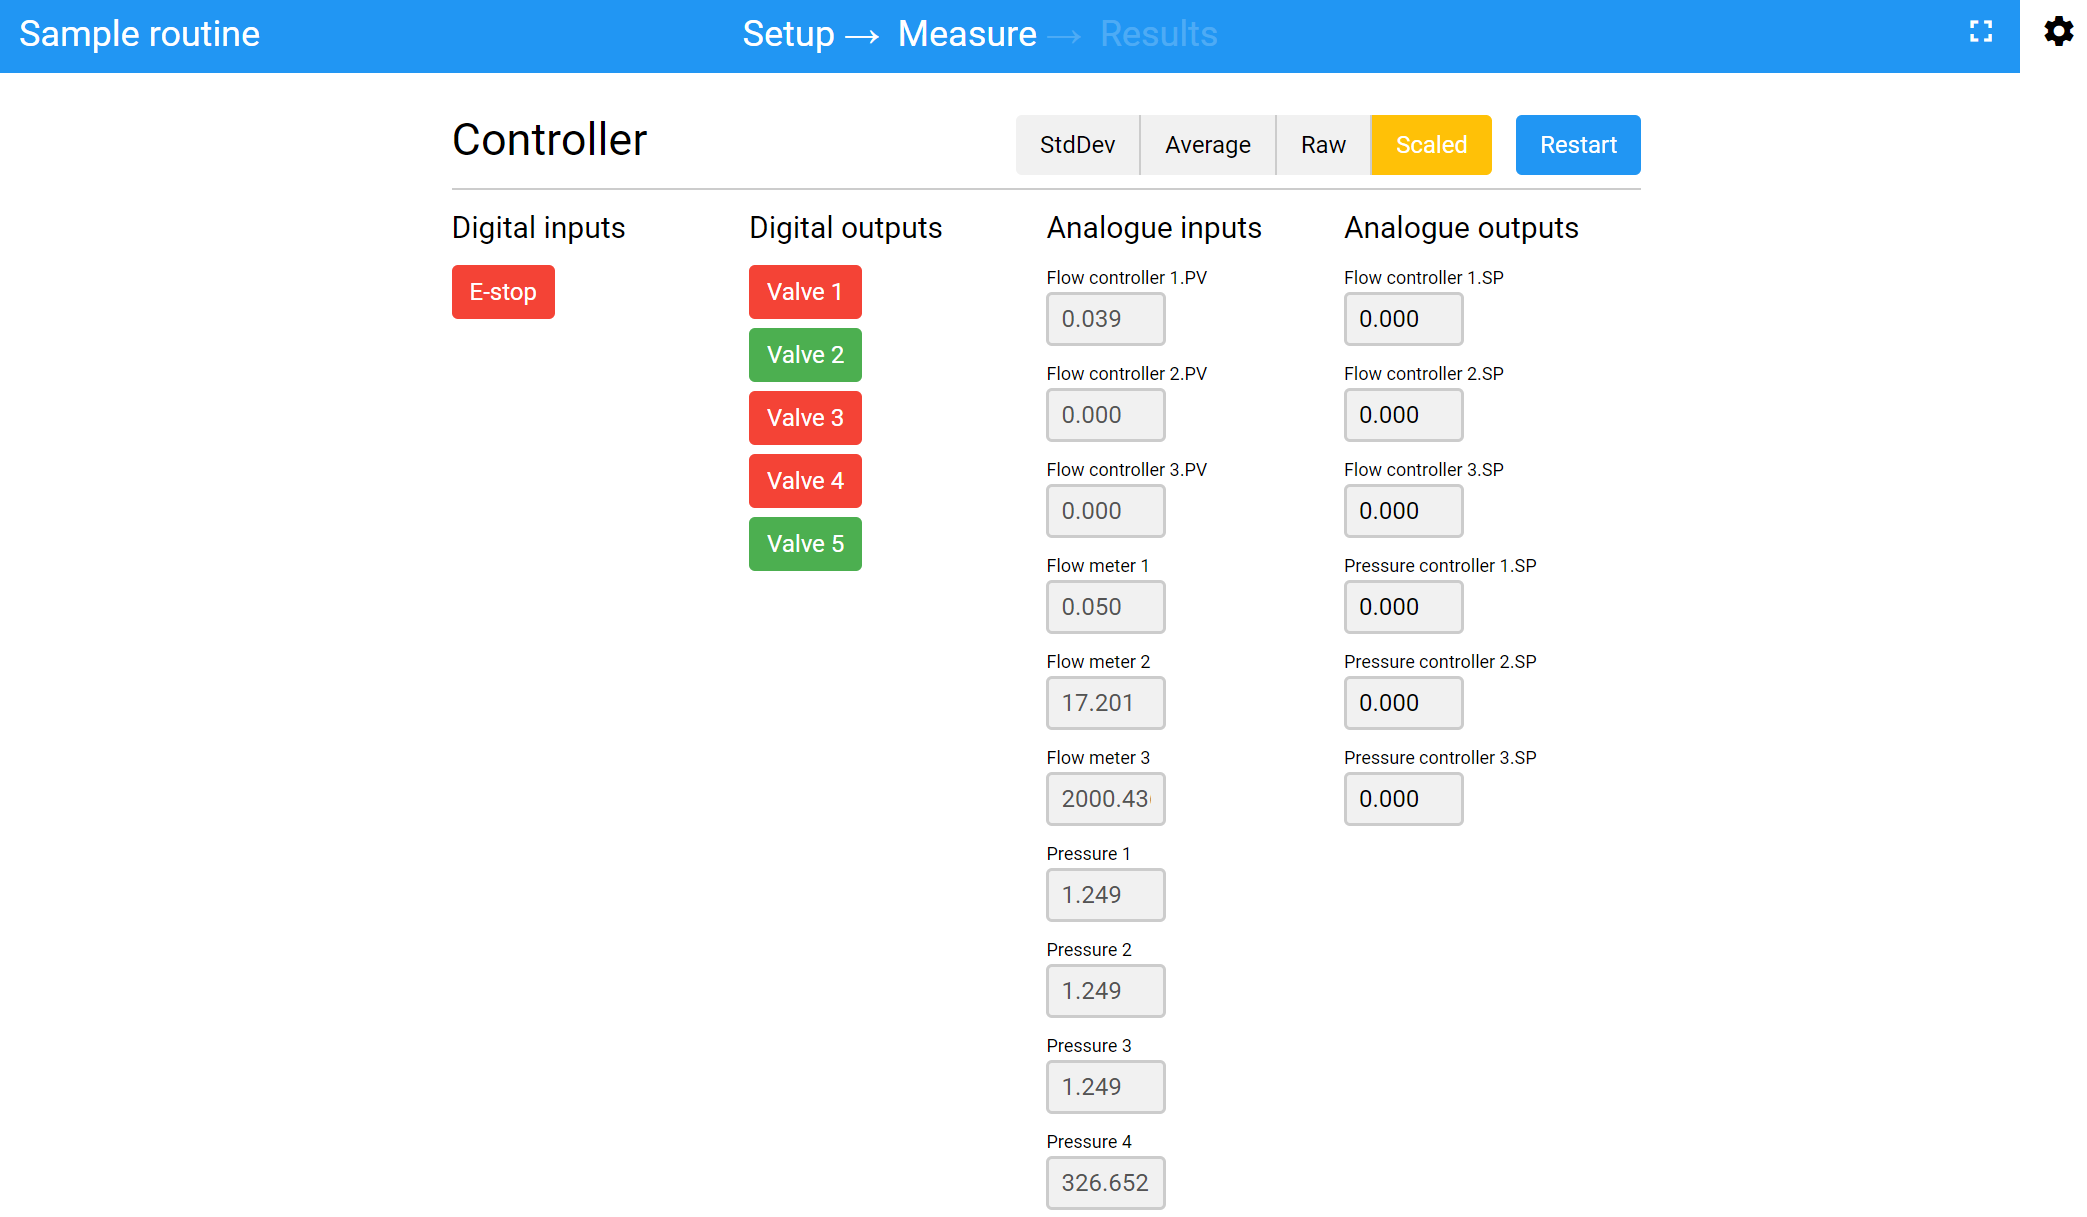 Sample routine
Setup → Measure → Results
Controller
StdDev Average Raw Scaled Restart
Digital inputs
E-stop
Digital outputs
Valve 1
Valve 2
Valve 3
Valve 4
Valve 5
Analogue inputs
Flow controller 1.PV
0.039
Flow controller 2.PV
0.000
Flow controller 3.PV
0.000
Flow meter 1
0.050
Flow meter 2
17.201
Flow meter 3
2000.43
Pressure 1
1.249
Pressure 2
1.249
Pressure 3
1.249
Pressure 4
326.652
Analogue outputs
Flow controller 1.SP
0.000
Flow controller 2.SP
0.000
Flow controller 3.SP
0.000
Pressure controller 1.SP
0.000
Pressure controller 2.SP
0.000
Pressure controller 3.SP
0.000